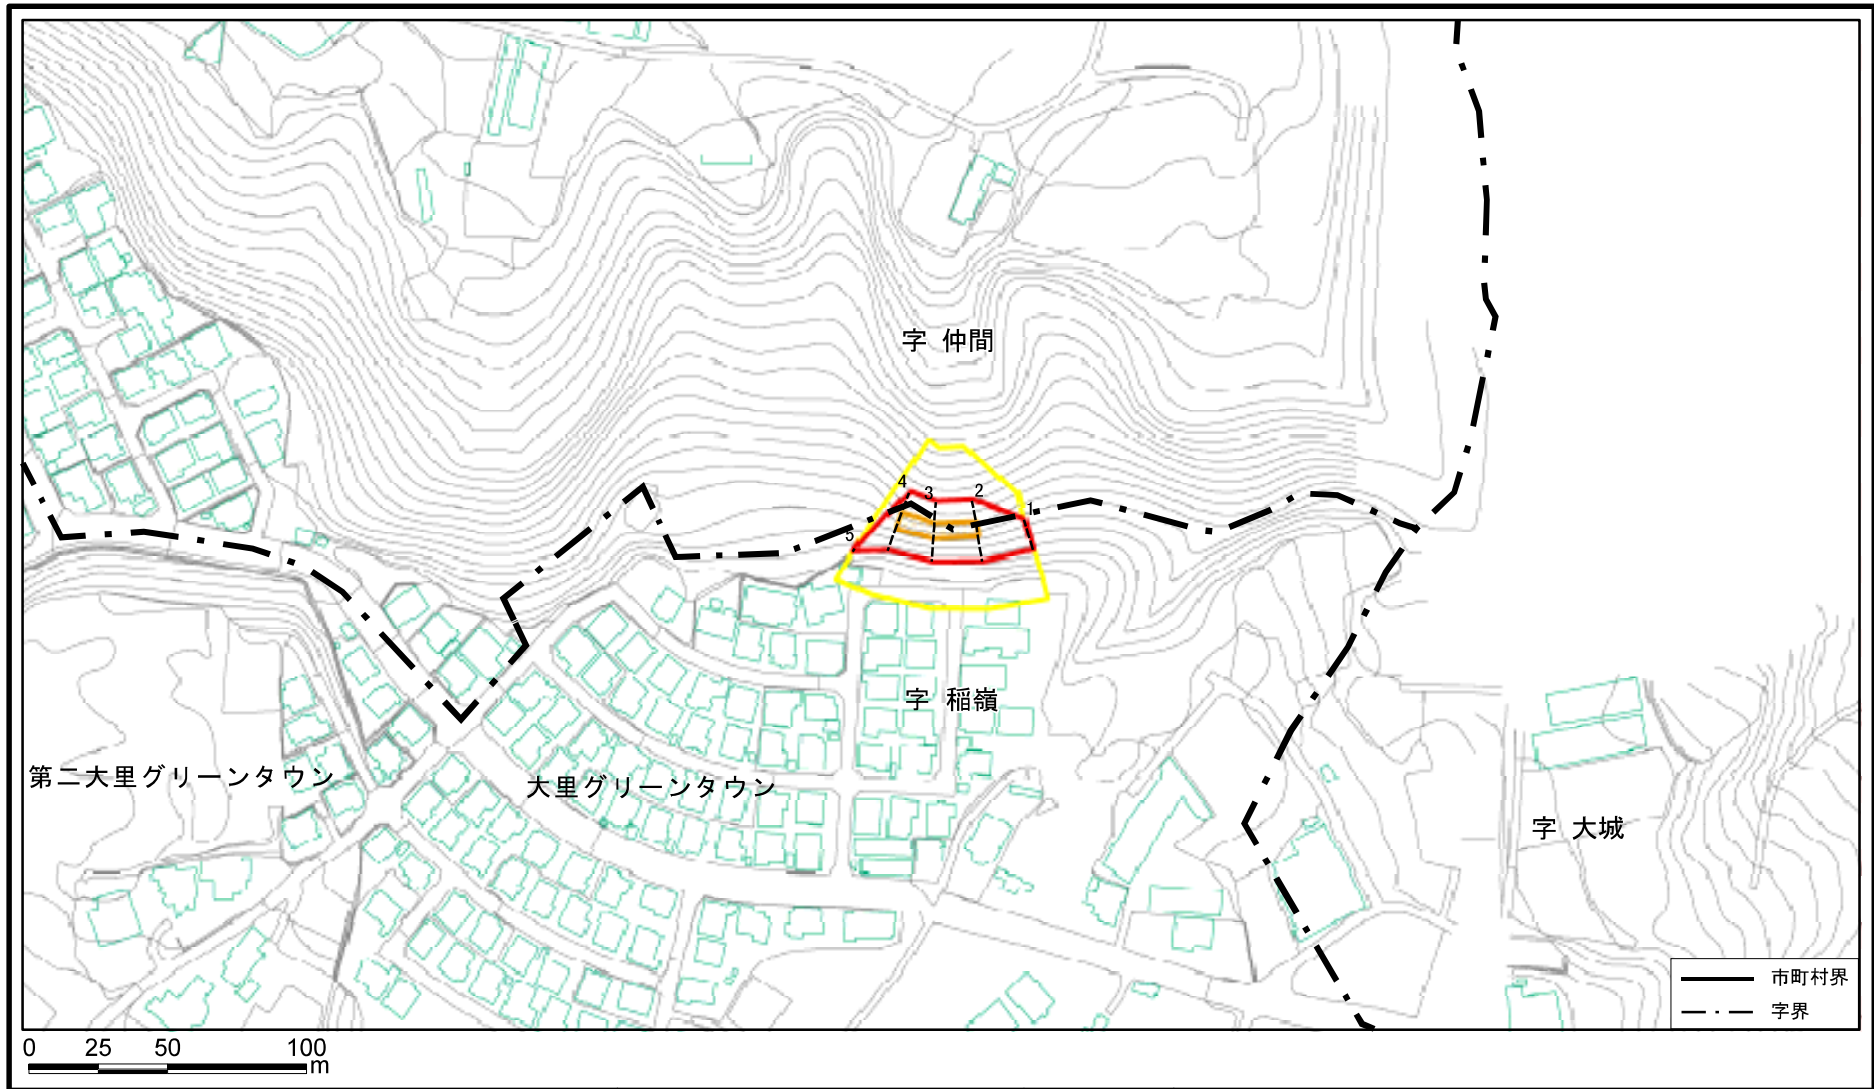 字 仲間
4
3
2
1
5
字 稲嶺
第二大里グリーンタウン
大里グリーンタウン
字 大城
市町村界
字界
0 25 50 100
m